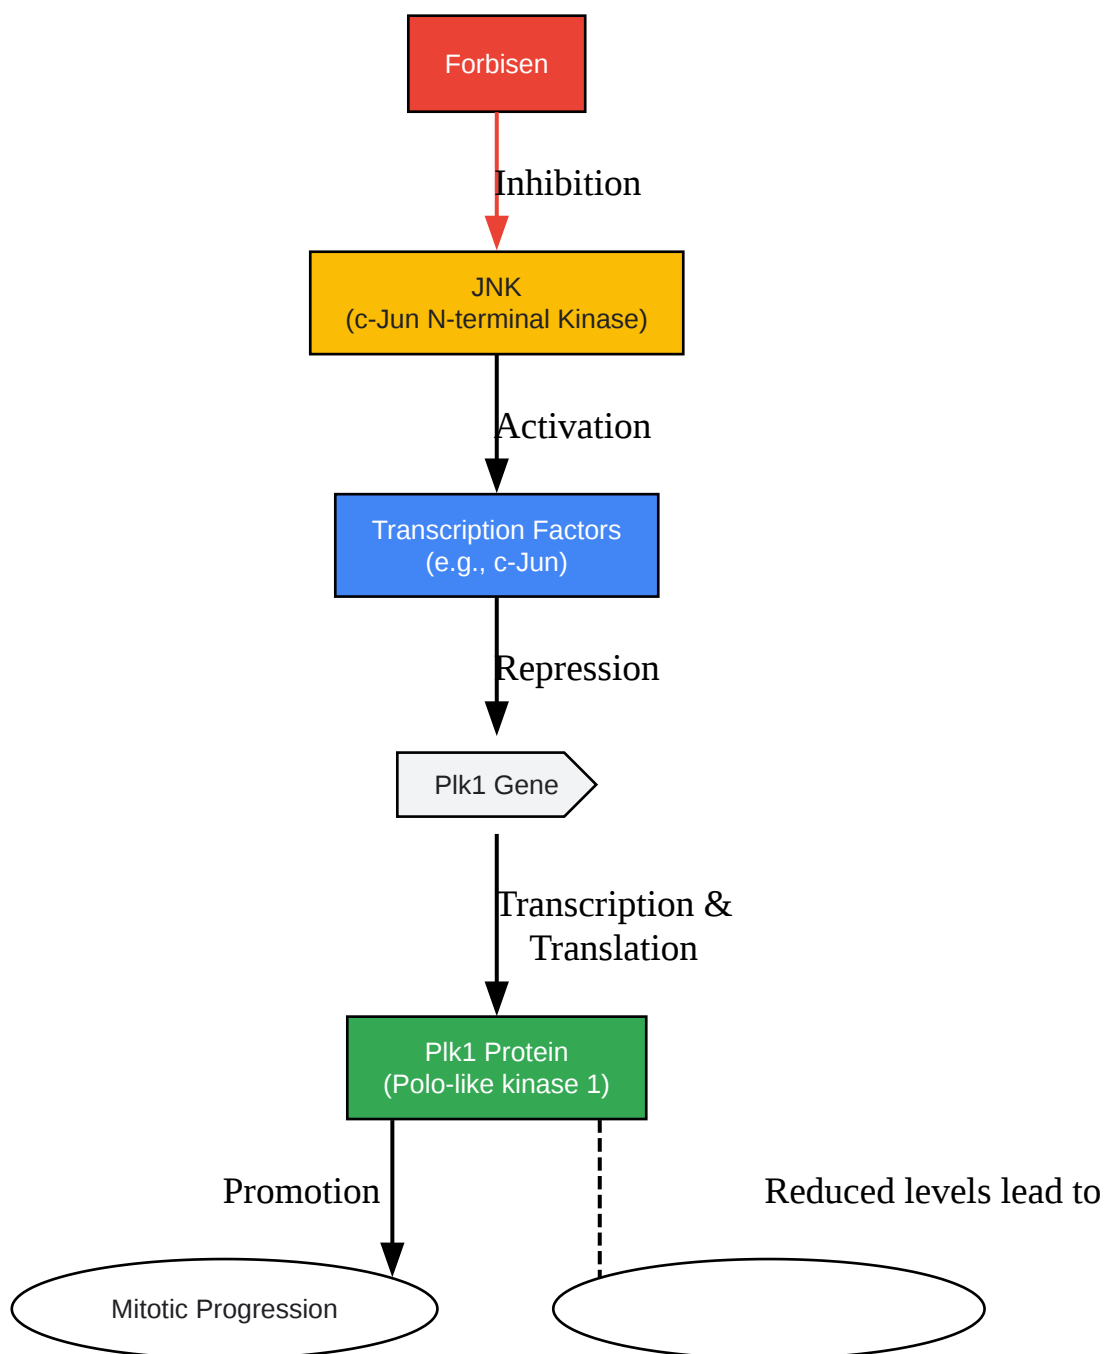 Forbisen
Inhibition
JNK
(c-Jun N-terminal Kinase)
Activation
Transcription Factors
(e.g., c-Jun)
Repression
Plk1 Gene
Transcription &
Translation
Plk1 Protein
(Polo-like kinase 1)
Promotion
Reduced levels lead to
Mitotic Progression